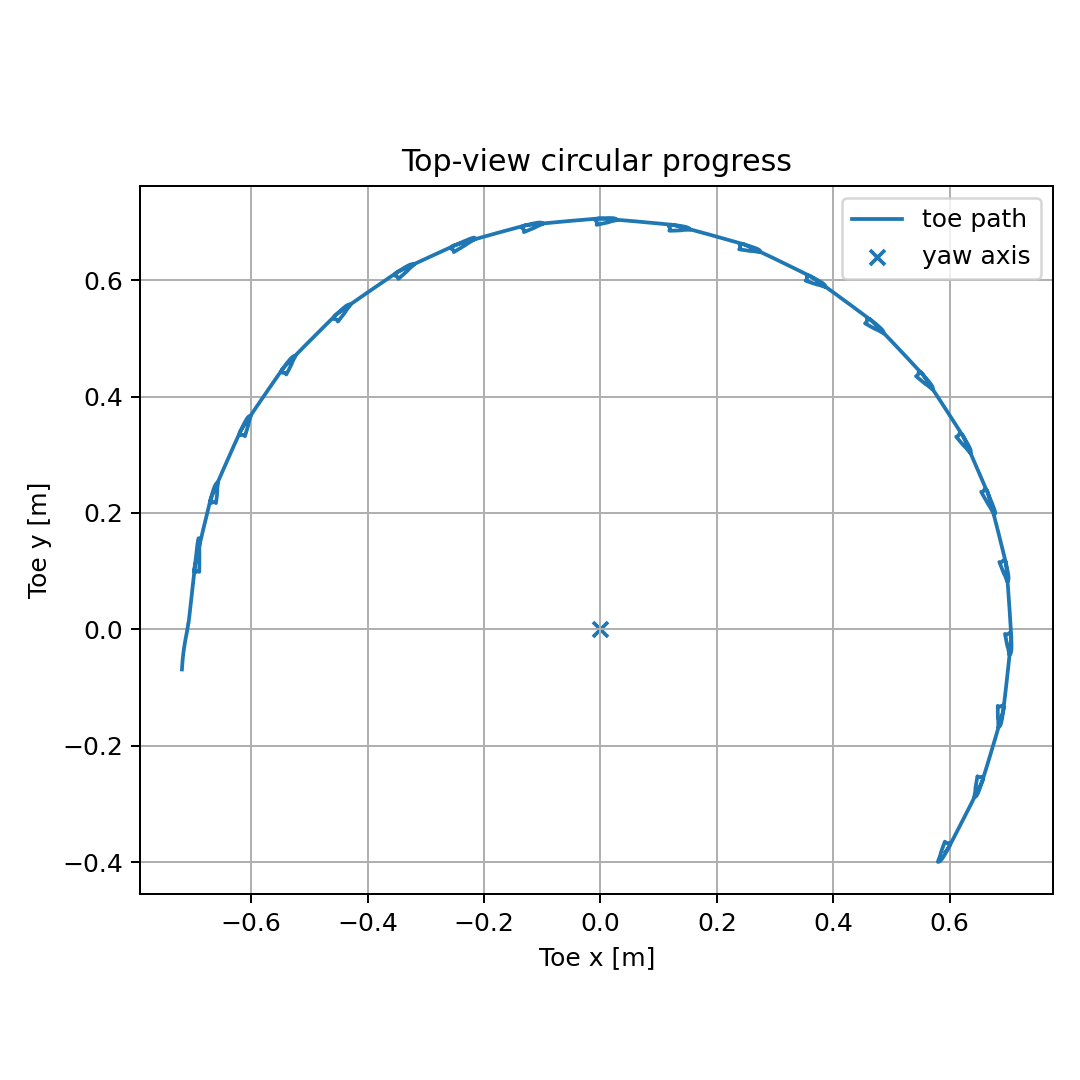 Top-view circular progress
toe path
yaw axis
0.6
0.4
0.2
0.0
−0.2
−0.4
Toe y [m]
−0.6 −0.4 −0.2 0.0 0.2 0.4 0.6
Toe x [m]